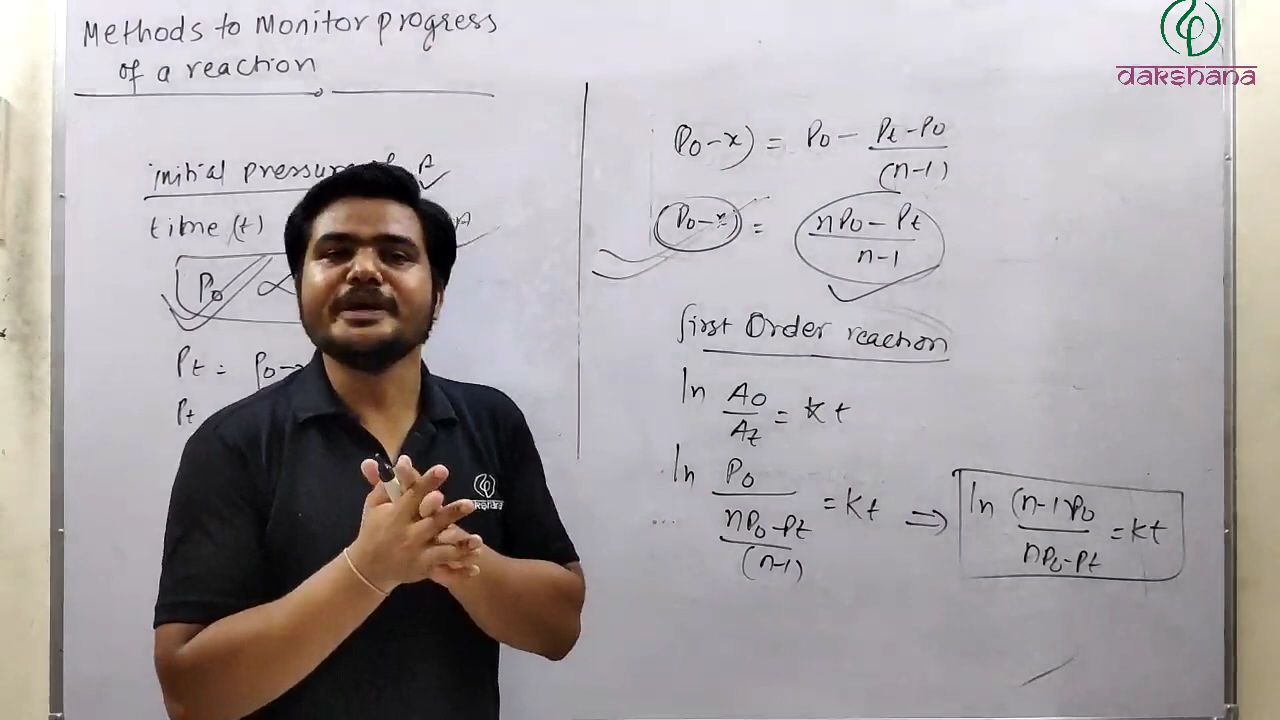 Methods to Monitor progress
of a reaction
dakshana
initial pressure A
time (t) A
P0 ∝
Pt = P0-x
Pt
P0-x) = P0 - Pt-P0 / (n-1)
P0-x = nP0-Pt / n-1
first Order reaction
ln A0 / At = kt
ln P0 / nP0-Pt / (n-1) = kt ⇒ ln (n-1)P0 / nP0-Pt = kt